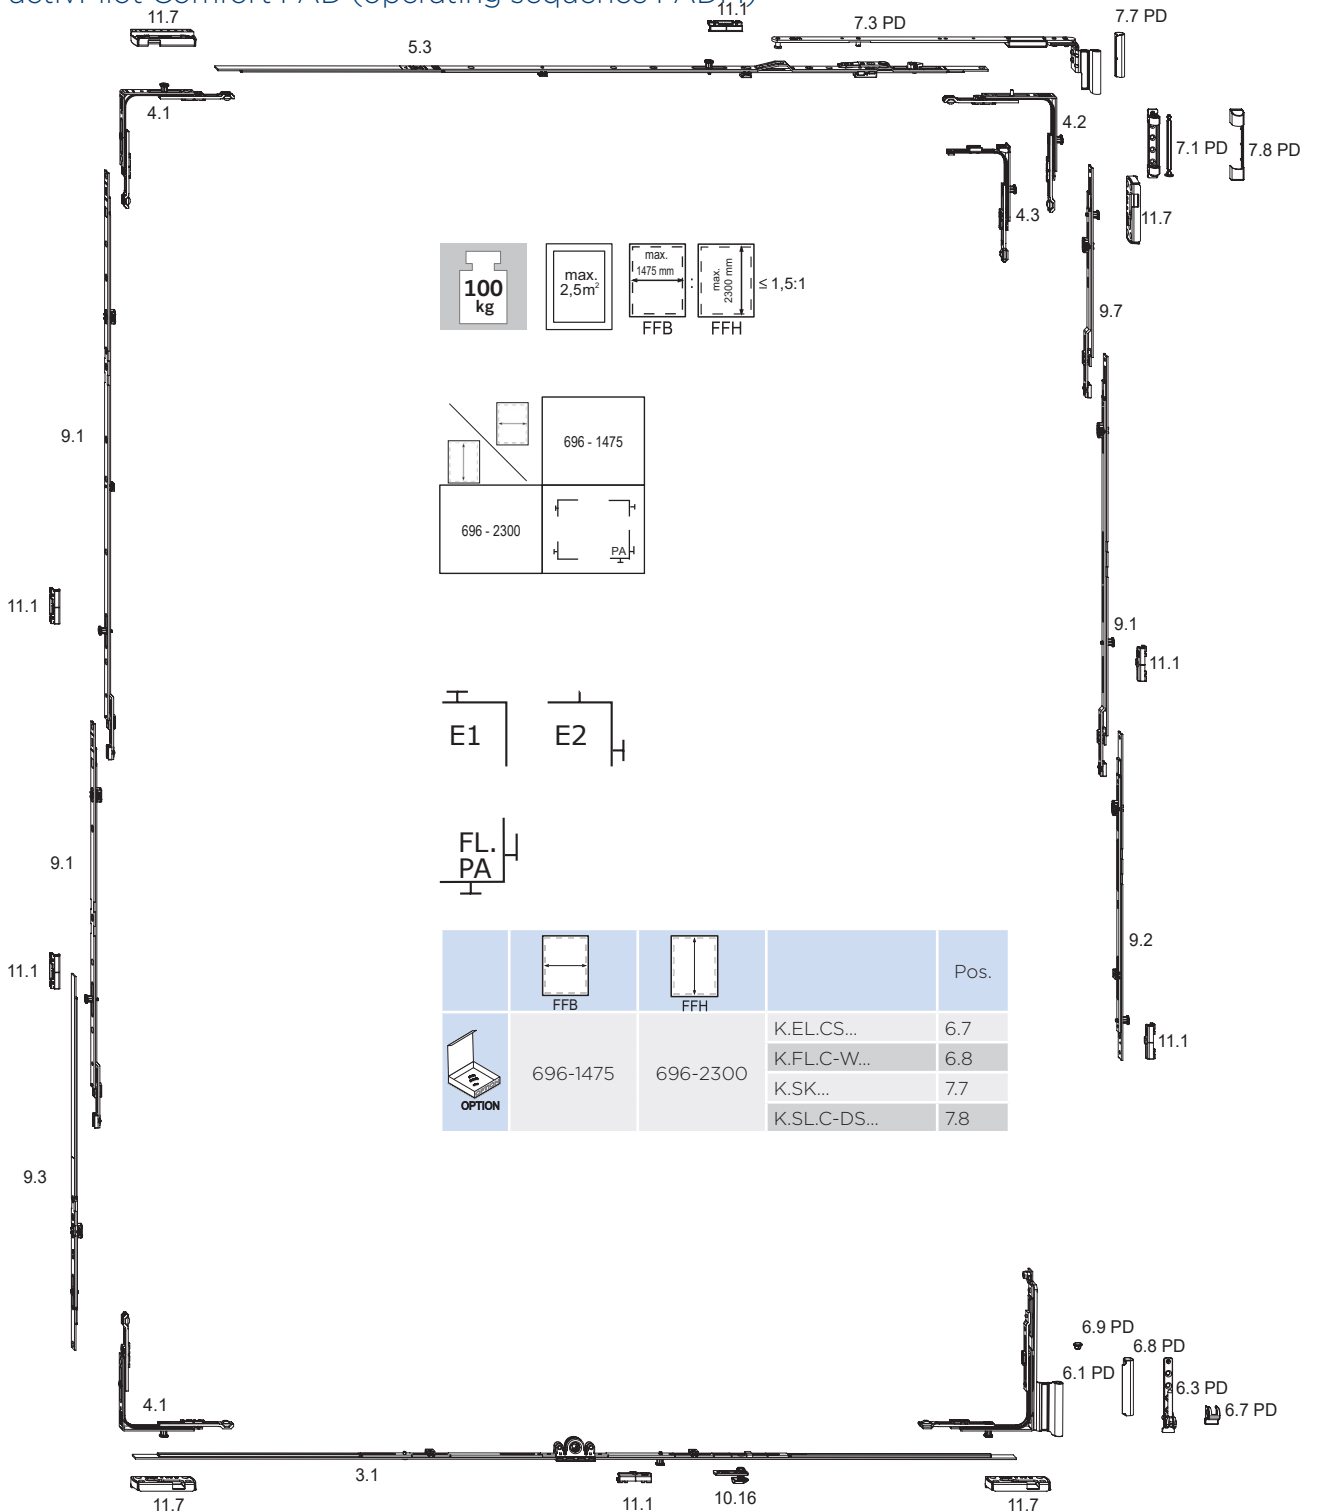 activPilot Comfort PAD (operating sequence PADK)
11.7
11.1
7.3 PD
7.7 PD
5.3
4.1
4.2
7.1 PD
7.8 PD
4.3
11.7
100
kg
max.
2,5m²
max.
1475 mm
FFB
:
max.
2300 mm
FFH
≤ 1,5:1
9.7
9.1
696 - 1475
696 - 2300
PA
11.1
9.1
11.1
E1
E2
FL.
PA
9.1
9.2
11.1
11.1
FFB
FFH
Pos.
OPTION
696-1475
696-2300
K.EL.CS...
6.7
K.FL.C-W...
6.8
K.SK...
7.7
K.SL.C-DS...
7.8
9.3
6.9 PD
6.8 PD
6.1 PD
6.3 PD
6.7 PD
4.1
3.1
11.7
11.1
10.16
11.7